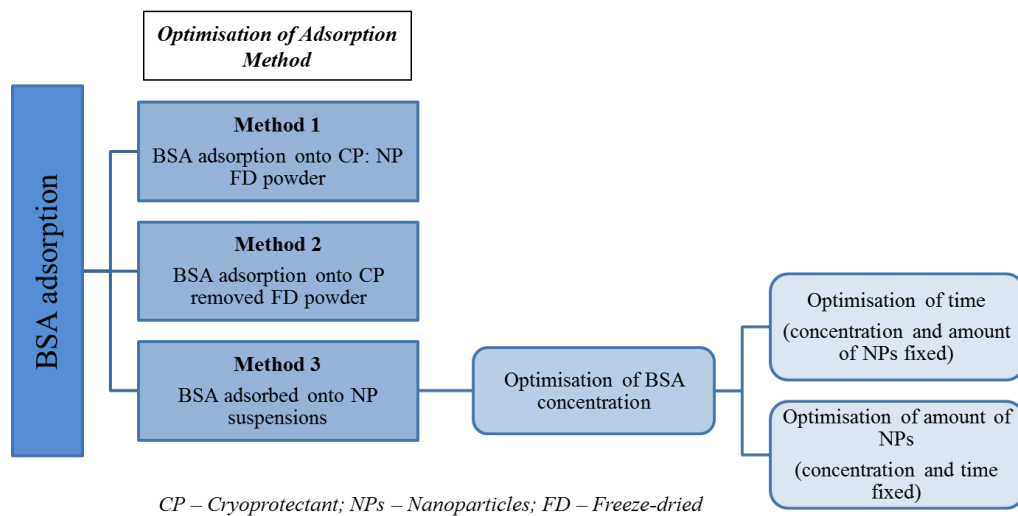 Optimisation of Adsorption
Method
BSA adsorption
Method 1
BSA adsorption onto CP: NP
FD powder
Method 2
BSA adsorption onto CP
removed FD powder
Method 3
BSA adsorbed onto NP
suspensions
Optimisation of BSA
concentration
Optimisation of time
(concentration and amount
of NPs fixed)
Optimisation of amount of
NPs
(concentration and time
fixed)
CP – Cryoprotectant; NPs – Nanoparticles; FD – Freeze-dried